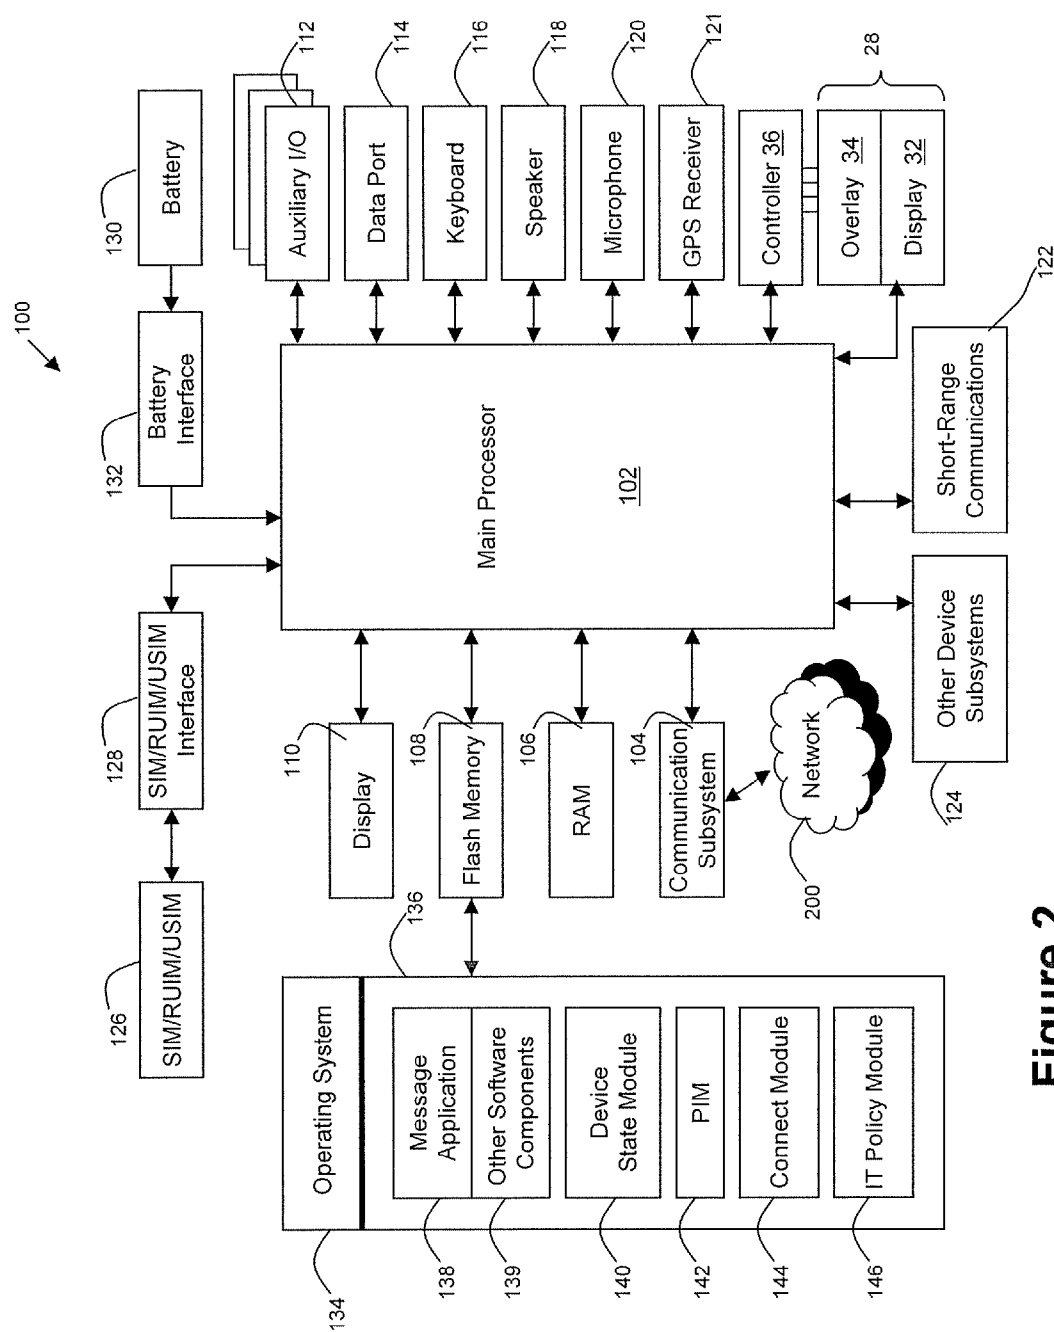 100
126
SIM/RUIM/USIM
128
SIM/RUIM/USIM
Interface
132
Battery
Interface
130
Battery
134
Operating System
136
138
Message
Application
139
Other Software
Components
140
Device
State Module
142
PIM
144
Connect Module
146
IT Policy Module
110
Display
108
Flash Memory
106
RAM
104
Communication
Subsystem
200
Network
Main Processor
102
112
Auxiliary I/O
114
Data Port
116
Keyboard
118
Speaker
120
Microphone
121
GPS Receiver
Controller 36
28
Overlay 34
Display 32
124
Other Device
Subsystems
122
Short-Range
Communications
Figure 2